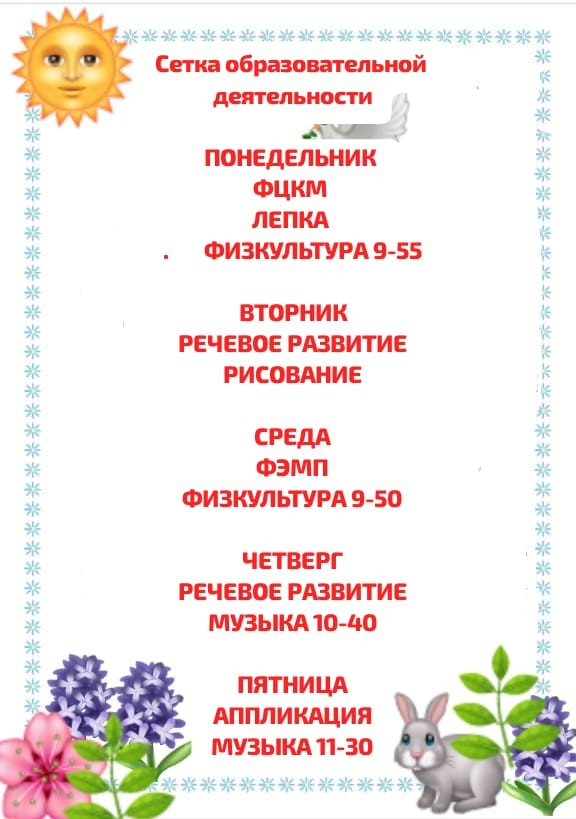 Сетка образовательной
деятельности
ПОНЕДЕЛЬНИК
ФЦКМ
ЛЕПКА
. ФИЗКУЛЬТУРА 9-55
ВТОРНИК
РЕЧЕВОЕ РАЗВИТИЕ
РИСОВАНИЕ
СРЕДА
ФЭМП
ФИЗКУЛЬТУРА 9-50
ЧЕТВЕРГ
РЕЧЕВОЕ РАЗВИТИЕ
МУЗЫКА 10-40
ПЯТНИЦА
АППЛИКАЦИЯ
МУЗЫКА 11-30